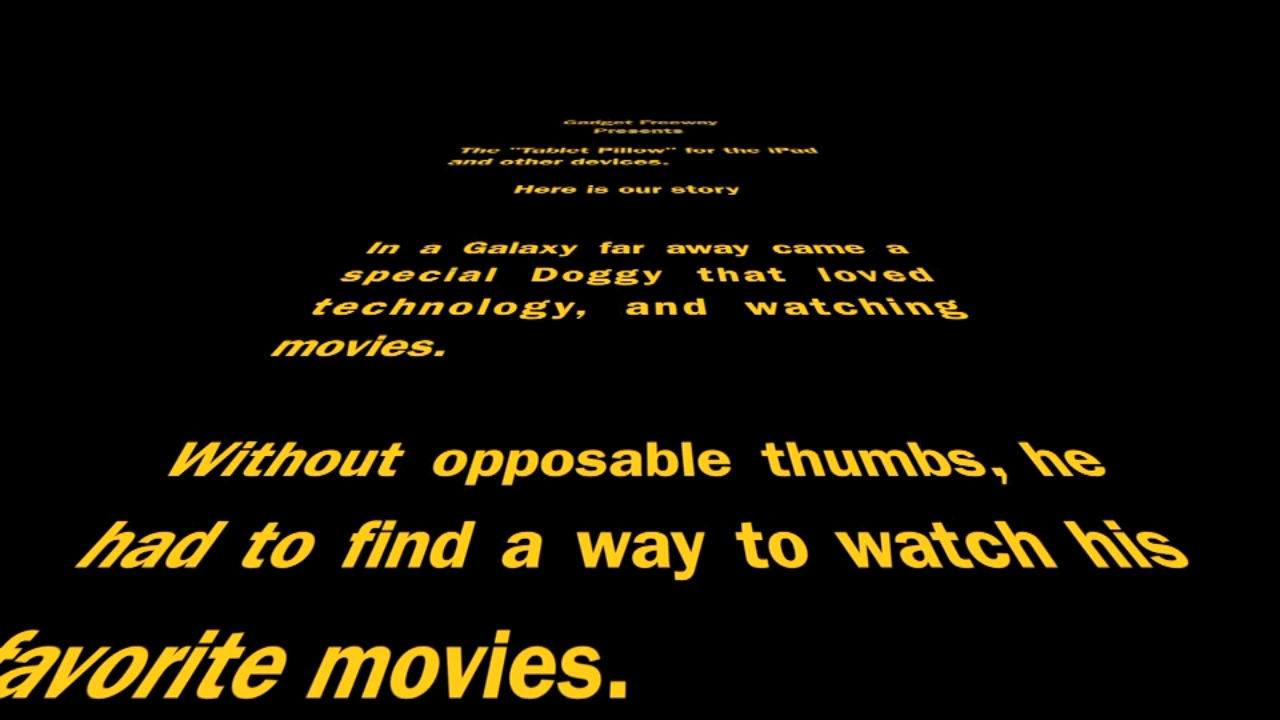 Gadget Freeway
Presents
The "Tablet Pillow" for the iPad
and other devices.
Here is our story
In a Galaxy far away came a
special Doggy that loved
technology, and watching
movies.
Without opposable thumbs, he
had to find a way to watch his
favorite movies.